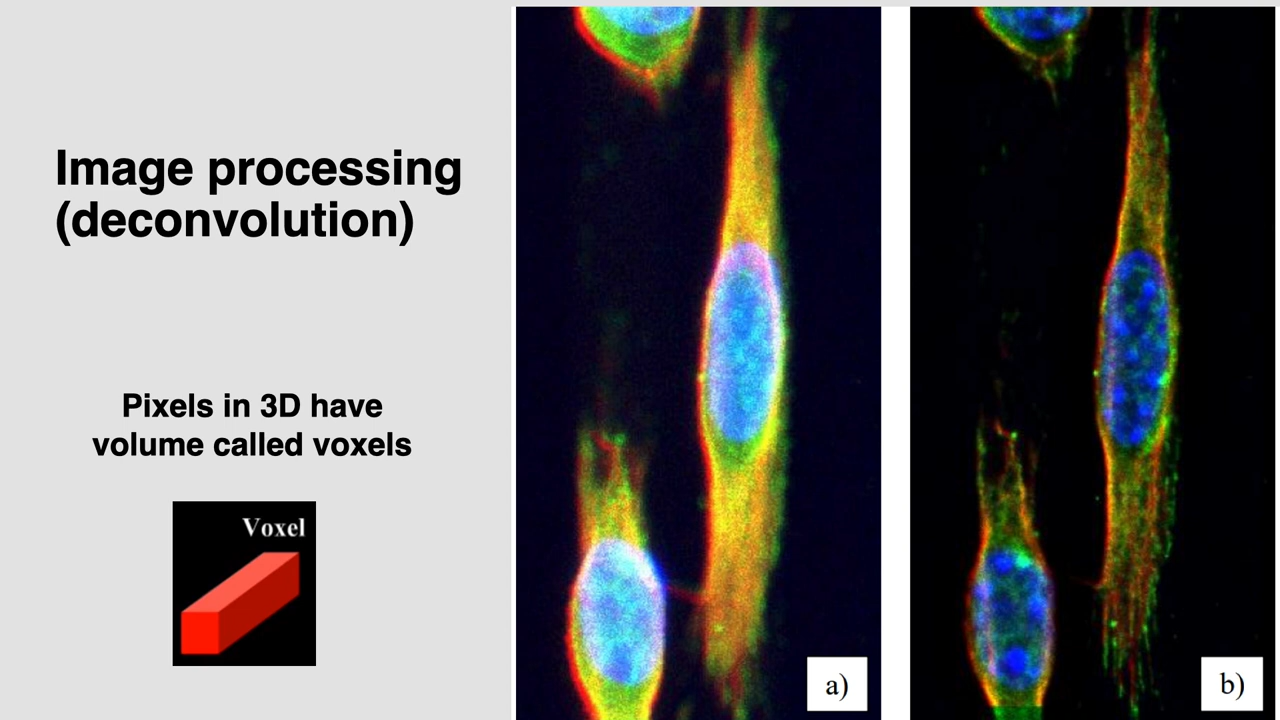 Image processing
(deconvolution)
Pixels in 3D have
volume called voxels
Voxel
a)
b)